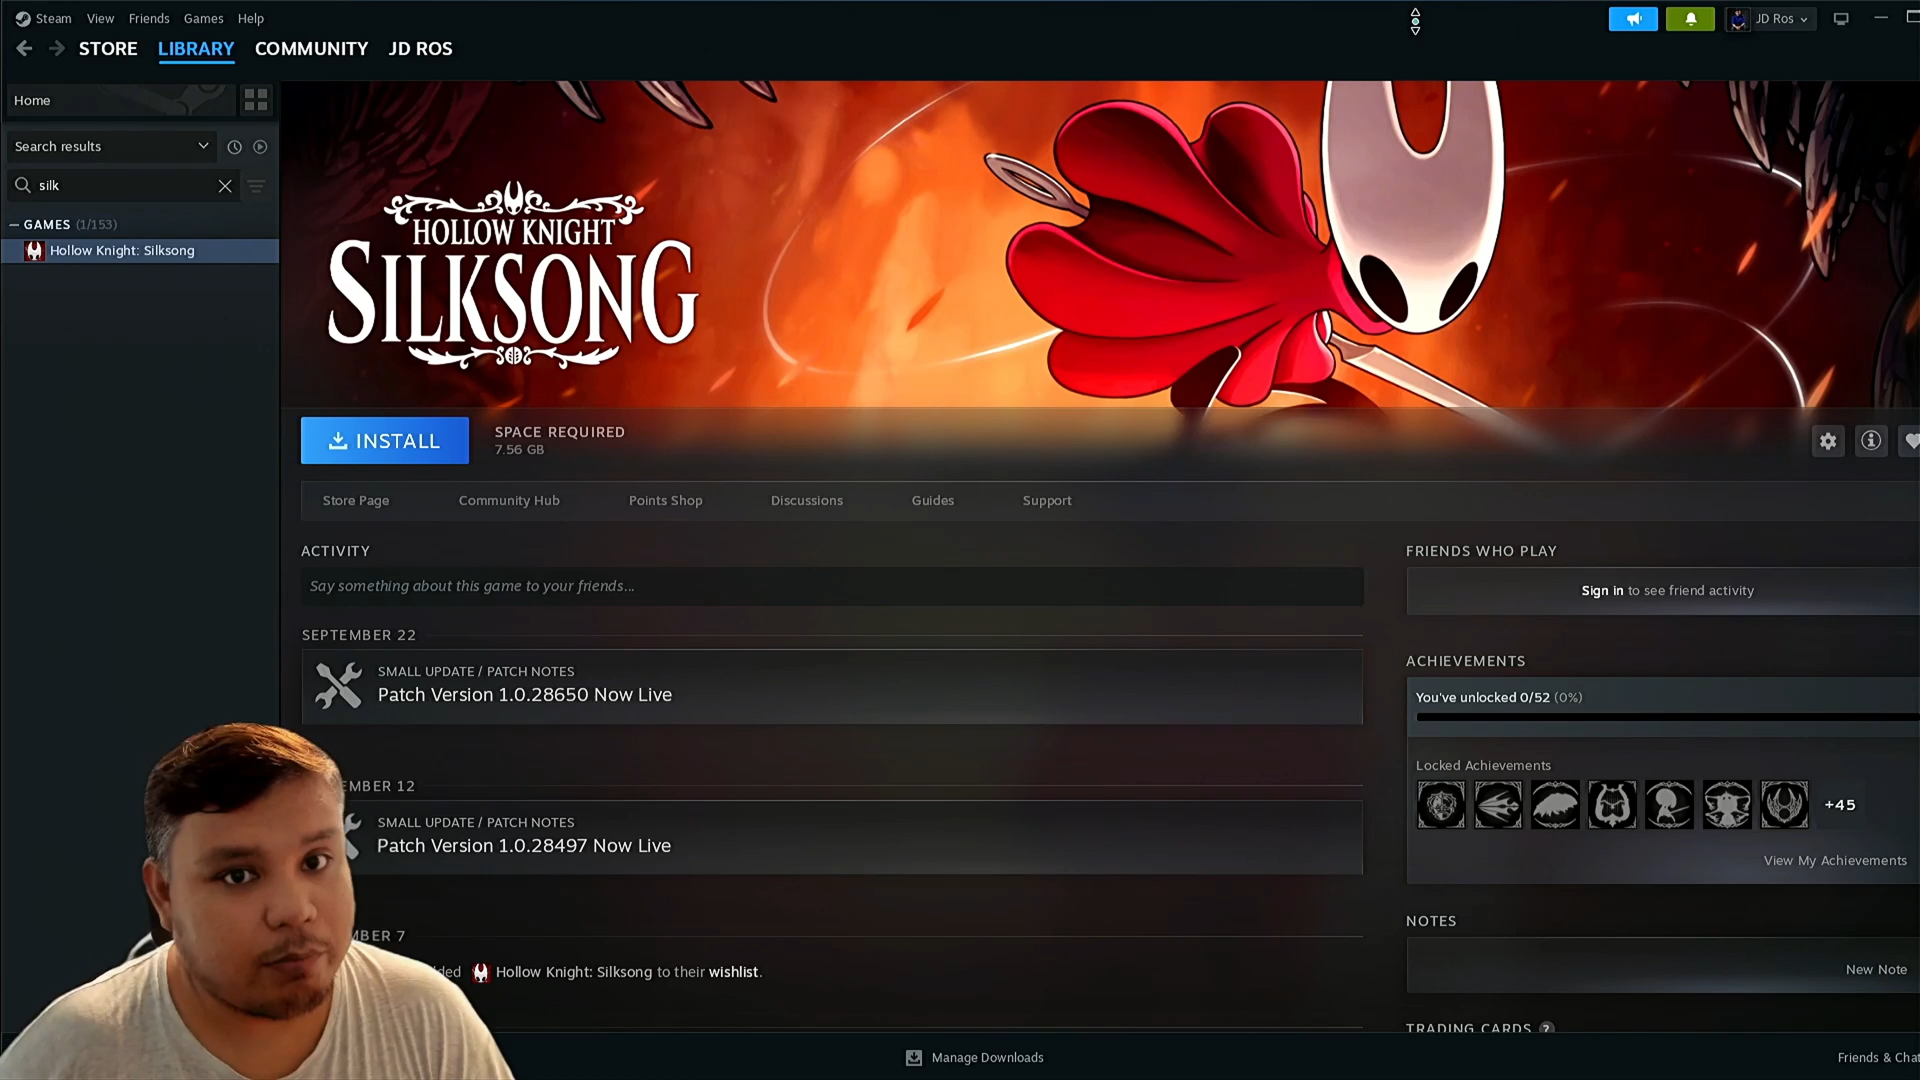 Steam View Friends Games Help
JD Ros
STORE LIBRARY COMMUNITY JD ROS
Home
Search results
silk
— GAMES (1/153)
Hollow Knight: Silksong
HOLLOW KNIGHT
SILKSONG
INSTALL
SPACE REQUIRED
7.56 GB
Store Page Community Hub Points Shop Discussions Guides Support
ACTIVITY
Say something about this game to your friends...
SEPTEMBER 22
SMALL UPDATE / PATCH NOTES
Patch Version 1.0.28650 Now Live
EMBER 12
SMALL UPDATE / PATCH NOTES
Patch Version 1.0.28497 Now Live
MBER 7
ded Hollow Knight: Silksong to their wishlist.
FRIENDS WHO PLAY
Sign in to see friend activity
ACHIEVEMENTS
You've unlocked 0/52 (0%)
Locked Achievements
+45
View My Achievements
NOTES
New Note
TRADING CARDS ?
Manage Downloads
Friends & Chat